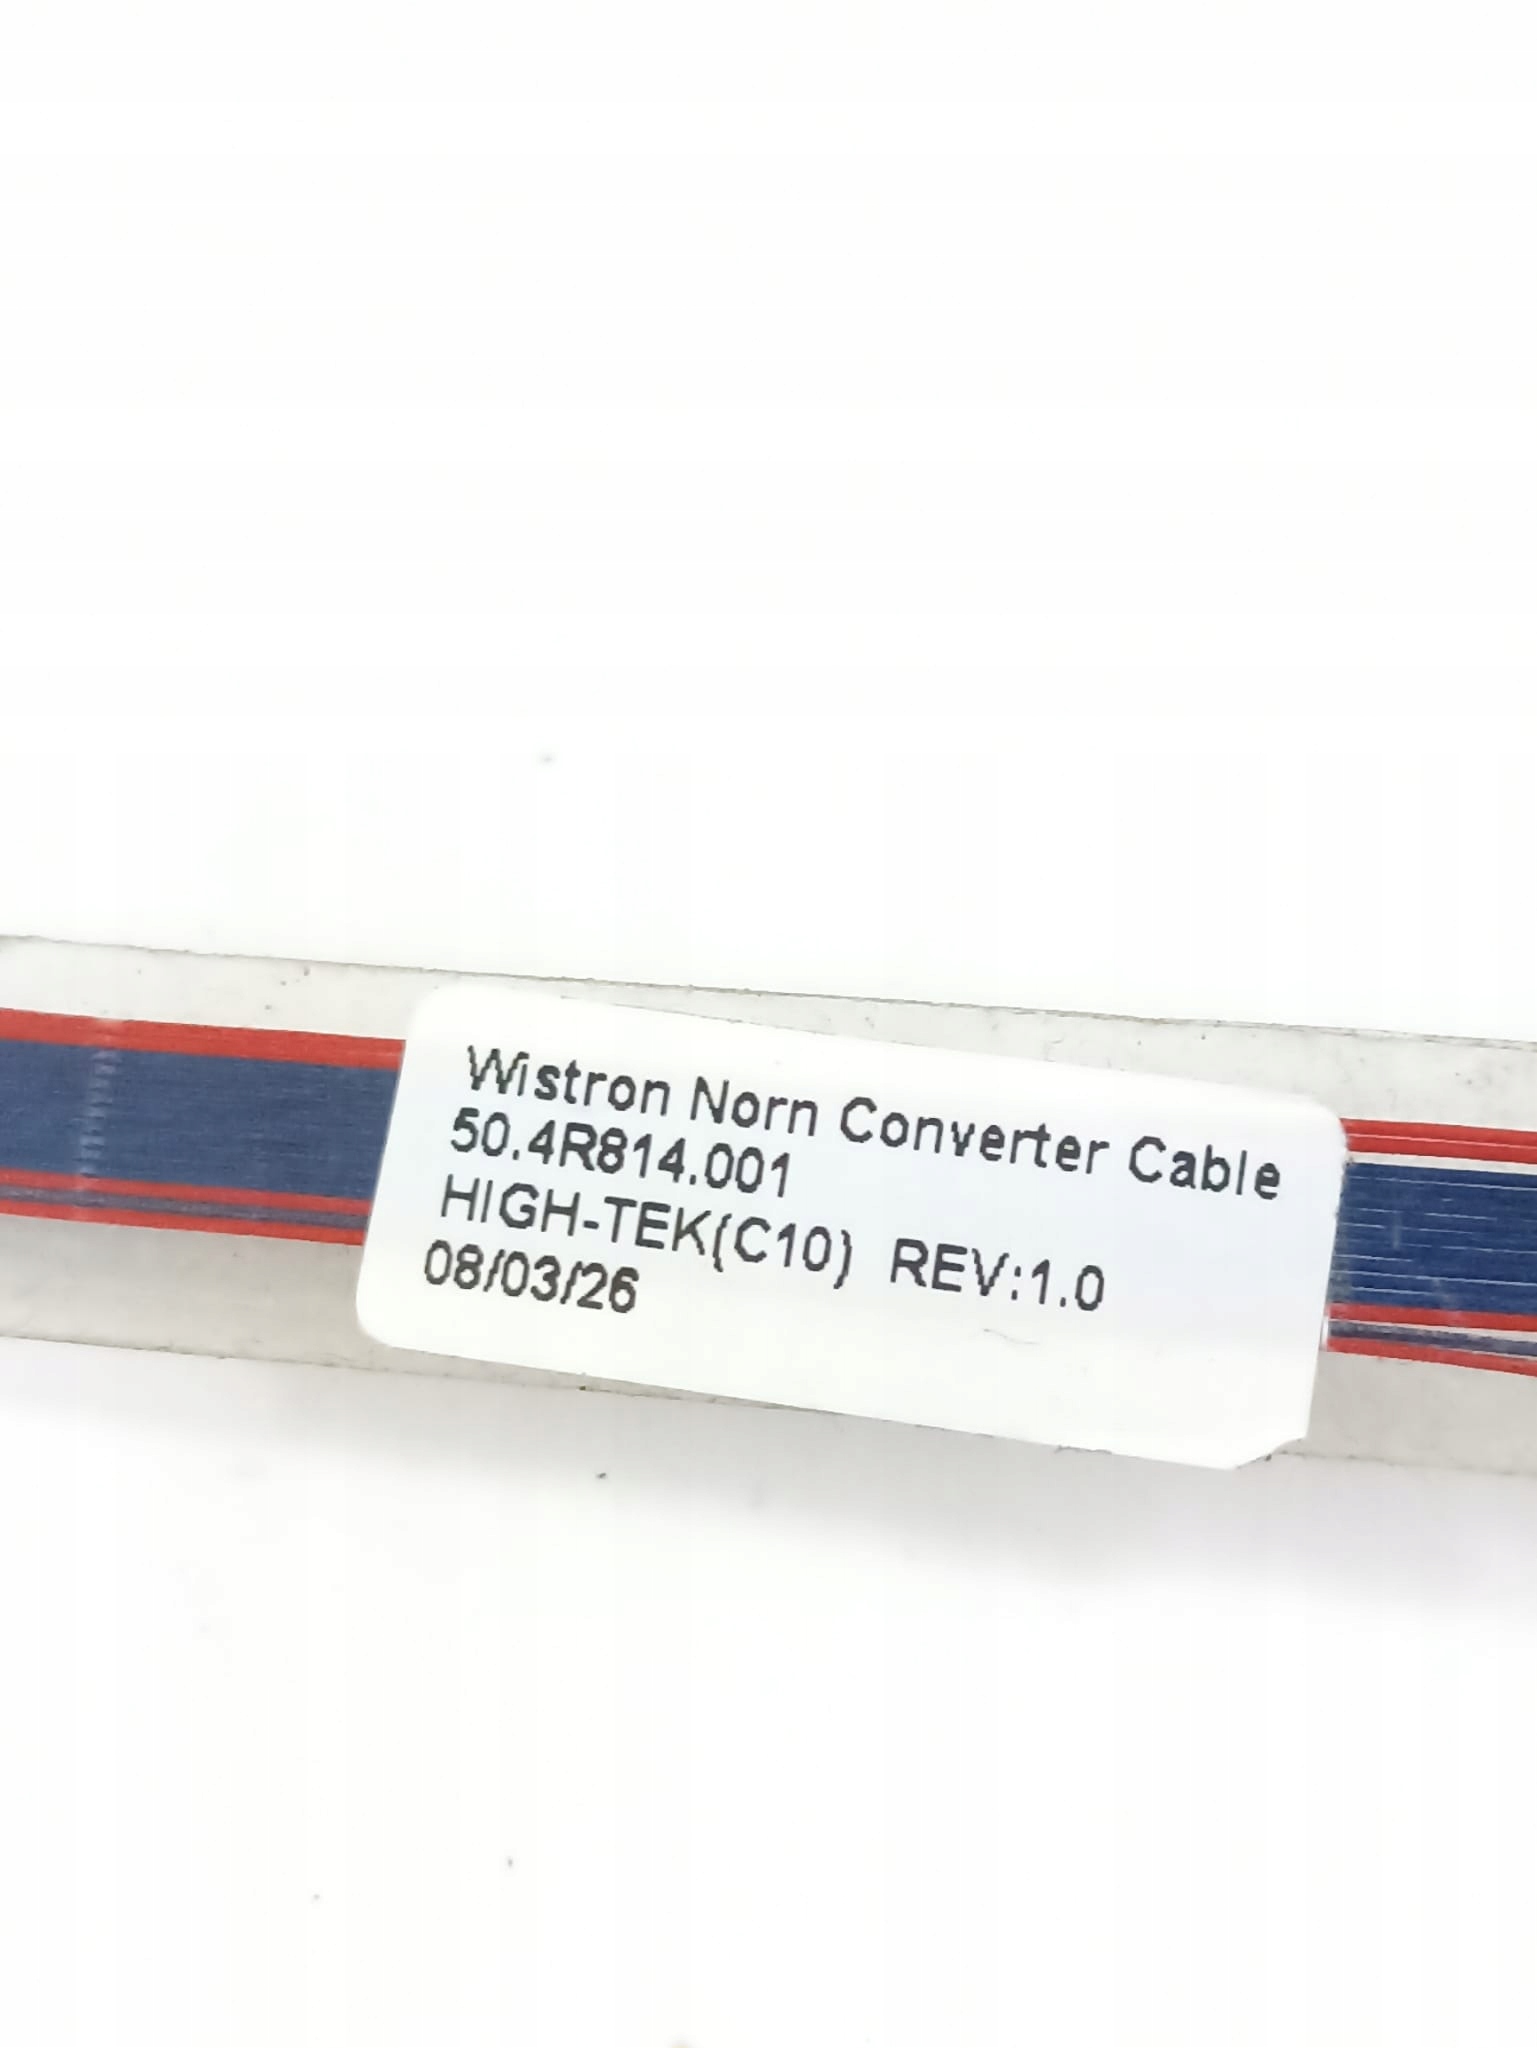 Wistron Norn Converter Cable
50.4R814.001
HIGH-TEK(C10) REV:1.0
08/03/26